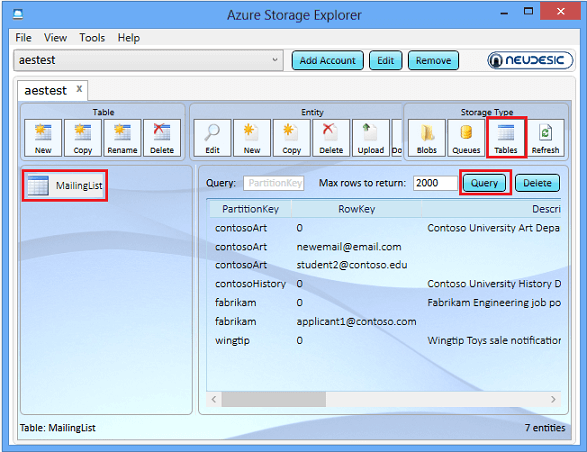 Azure Storage Explorer
File View Tools Help
aestest Add Account Edit Remove NEUDESIC
aestest x
Table Entity Storage Type
New Copy Rename Delete Edit New Copy Delete Upload Do Blobs Queues Tables Refresh
MailingList
Query: PartitionKey Max rows to return: 2000 Query Delete
PartitionKey RowKey Descri
contosoArt 0 Contoso University Art Depa
contosoArt newemail@email.com
contosoArt student2@contoso.edu
contosoHistory 0 Contoso University History D
fabrikam 0 Fabrikam Engineering job po
fabrikam applicant1@contoso.com
wingtip 0 Wingtip Toys sale notification
Table: MailingList 7 entities